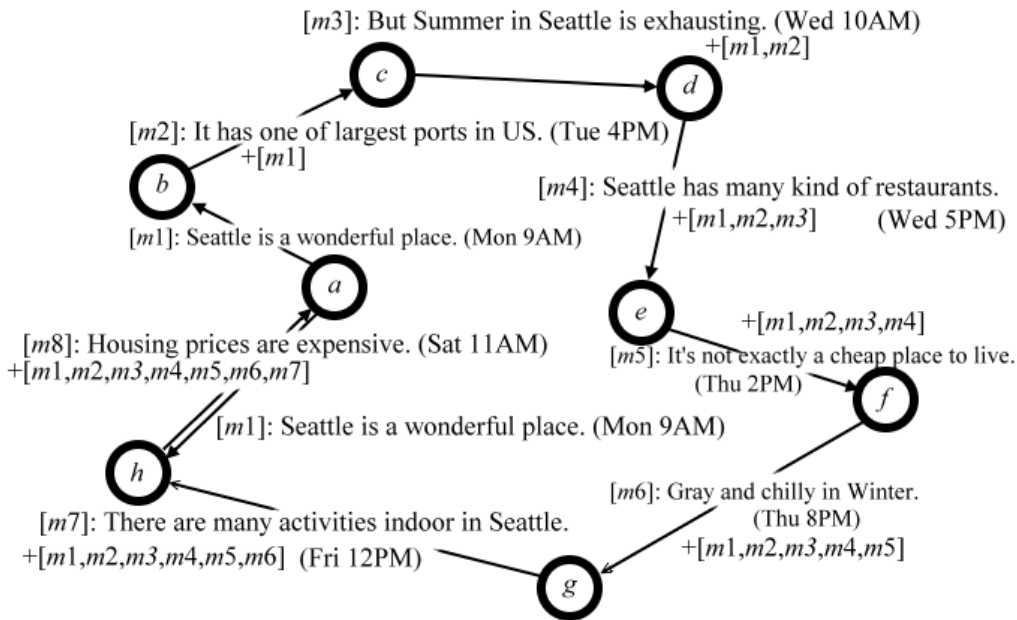 [m3]: But Summer in Seattle is exhausting. (Wed 10AM)
+[m1,m2]
c
d
[m2]: It has one of largest ports in US. (Tue 4PM)
+[m1]
b
[m4]: Seattle has many kind of restaurants.
+[m1,m2,m3] (Wed 5PM)
[m1]: Seattle is a wonderful place. (Mon 9AM)
a
e
+[m1,m2,m3,m4]
[m8]: Housing prices are expensive. (Sat 11AM)
+[m1,m2,m3,m4,m5,m6,m7]
[m5]: It's not exactly a cheap place to live.
(Thu 2PM)
f
[m1]: Seattle is a wonderful place. (Mon 9AM)
h
[m6]: Gray and chilly in Winter.
(Thu 8PM)
+[m1,m2,m3,m4,m5]
[m7]: There are many activities indoor in Seattle.
+[m1,m2,m3,m4,m5,m6] (Fri 12PM)
g